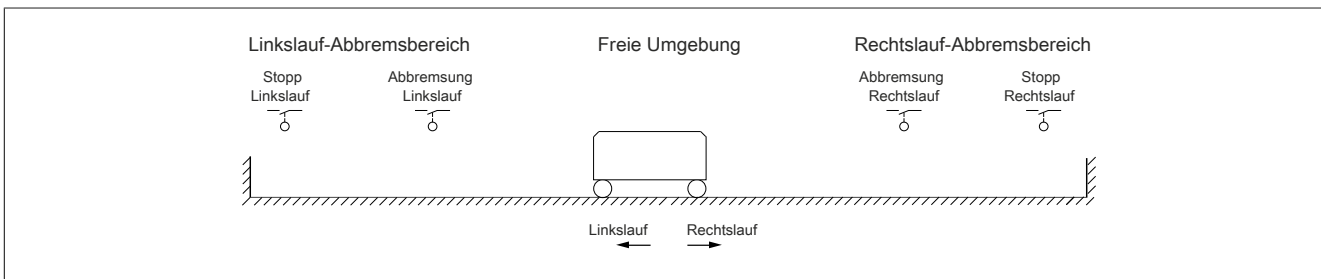 Linkslauf-Abbremsbereich
Freie Umgebung
Rechtslauf-Abbremsbereich
Stopp
Linkslauf
Abbremsung
Linkslauf
Abbremsung
Rechtslauf
Stopp
Rechtslauf
Linkslauf
Rechtslauf